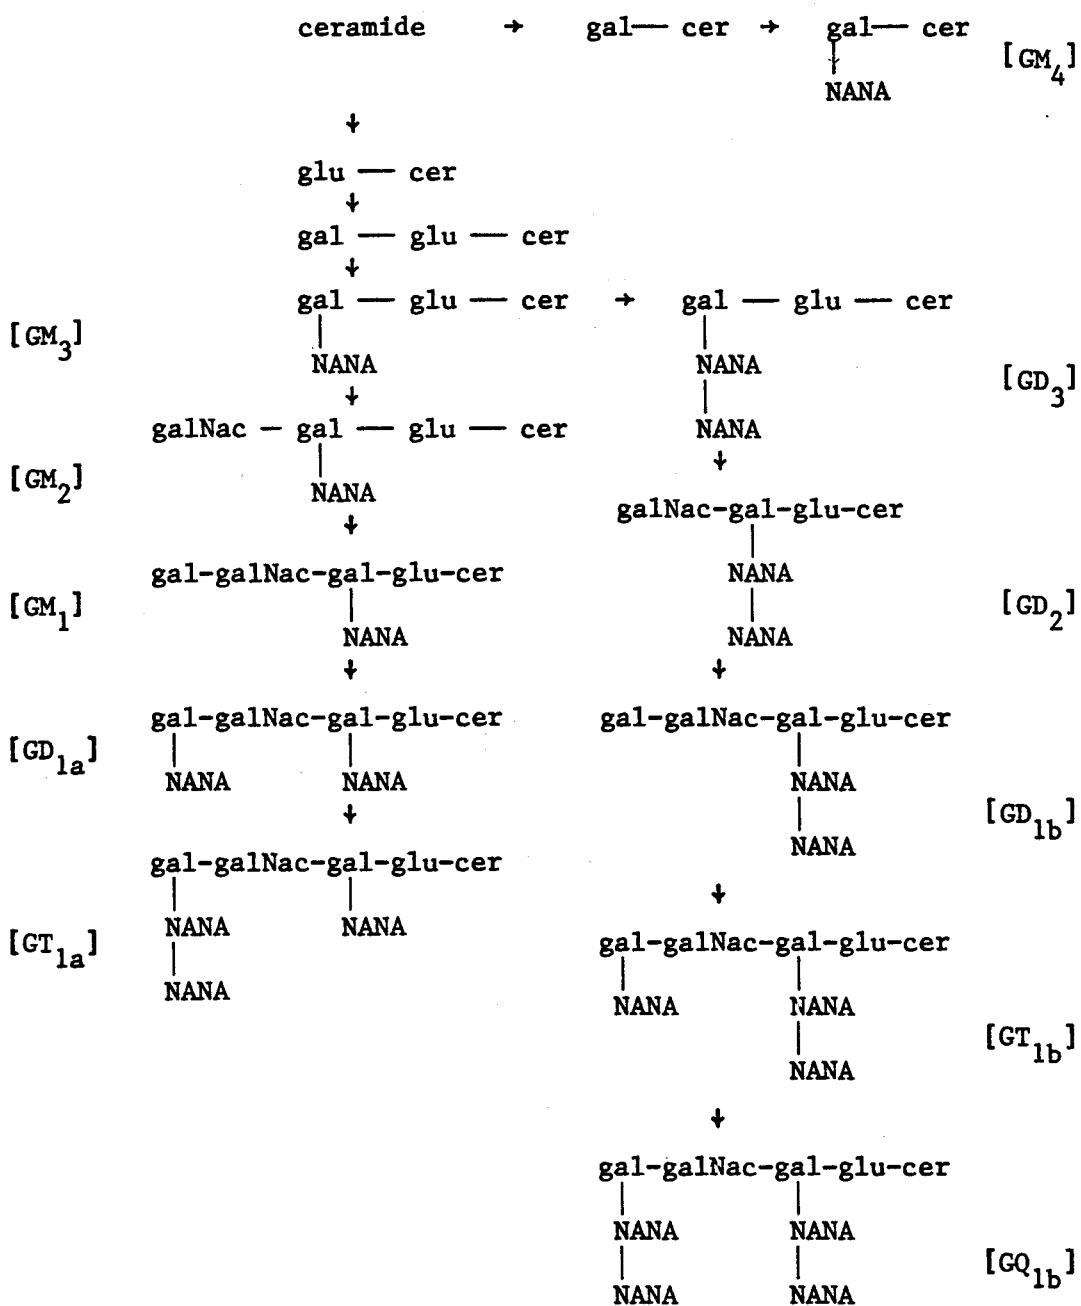 ceramide → gal— cer → gal— cer
[GM4]
NANA
↓
glu — cer
↓
gal — glu — cer
↓
gal — glu — cer → gal — glu — cer
[GM3]
NANA NANA
[GD3]
↓
galNac — gal — glu — cer NANA
↓
[GM2]
NANA galNac-gal-glu-cer
↓
gal-galNac-gal-glu-cer NANA
[GM1] [GD2]
NANA NANA
↓ ↓
gal-galNac-gal-glu-cer gal-galNac-gal-glu-cer
[GD1a]
NANA NANA NANA
↓ [GD1b]
NANA
gal-galNac-gal-glu-cer
↓
NANA NANA
[GT1a] gal-galNac-gal-glu-cer
NANA
NANA NANA
[GT1b]
NANA
↓
gal-galNac-gal-glu-cer
NANA NANA
[GQ1b]
NANA NANA